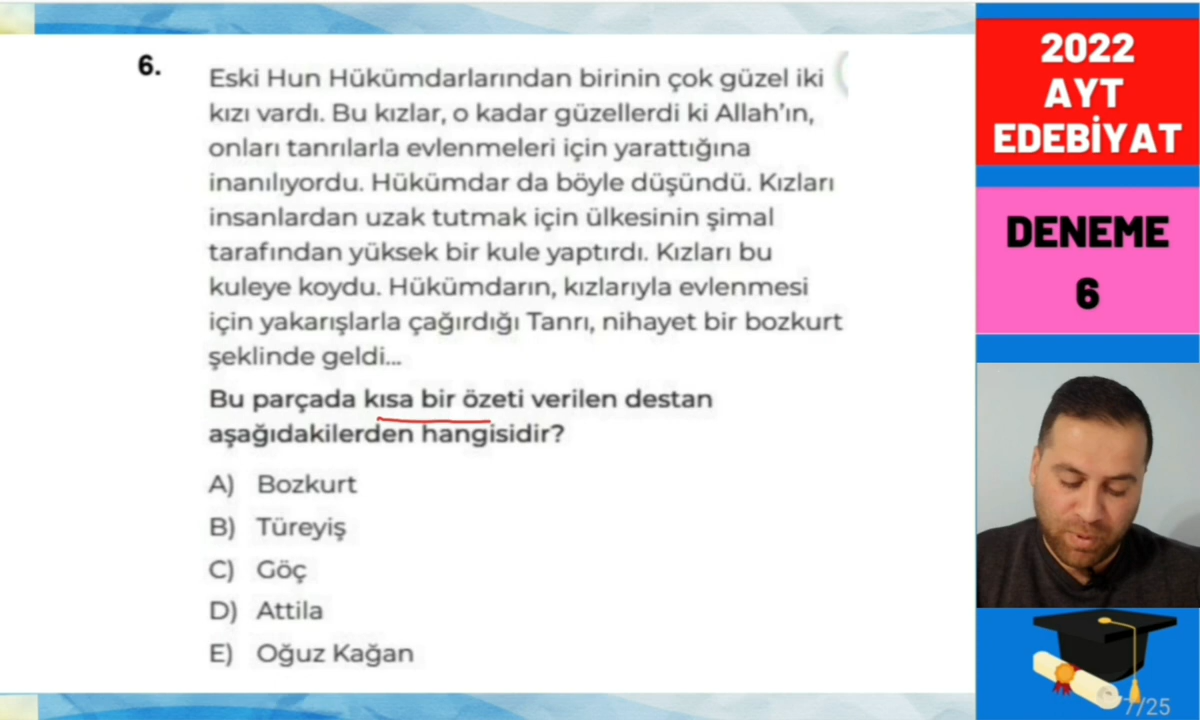 6.
Eski Hun Hükümdarlarından birinin çok güzel iki
kızı vardı. Bu kızlar, o kadar güzellerdi ki Allah’ın,
onları tanrılarla evlenmeleri için yarattığına
inanılıyordu. Hükümdar da böyle düşündü. Kızları
insanlardan uzak tutmak için ülkesinin şimal
tarafından yüksek bir kule yaptırdı. Kızları bu
kuleye koydu. Hükümdarın, kızlarıyla evlenmesi
için yakarışlarla çağırdığı Tanrı, nihayet bir bozkurt
şeklinde geldi...
Bu parçada kısa bir özeti verilen destan
aşağıdakilerden hangisidir?
A) Bozkurt
B) Türeyiş
C) Göç
D) Attila
E) Oğuz Kağan
2022
AYT
EDEBİYAT
DENEME
6
7/25